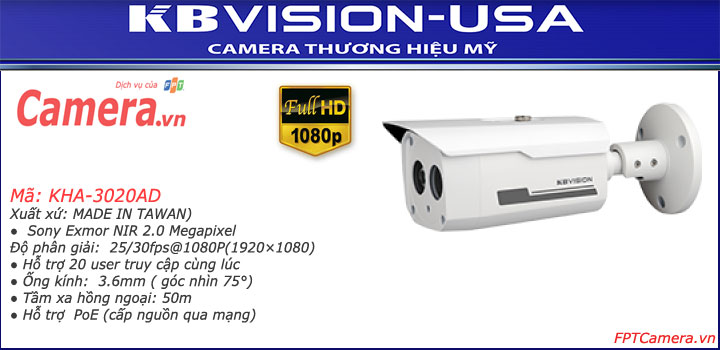 KBVISION-USA
CAMERA THƯƠNG HIỆU MỸ
Dịch vụ của FPT
Camera.vn
Full HD
1080p
KBVISION
Mã: KHA-3020AD
Xuất xứ: MADE IN TAWAN)
● Sony Exmor NIR 2.0 Megapixel
Độ phân giải: 25/30fps@1080P(1920×1080)
● Hỗ trợ 20 user truy cập cùng lúc
● Ống kính: 3.6mm ( góc nhìn 75°)
● Tầm xa hồng ngoại: 50m
● Hỗ trợ PoE (cấp nguồn qua mạng)
FPTCamera.vn